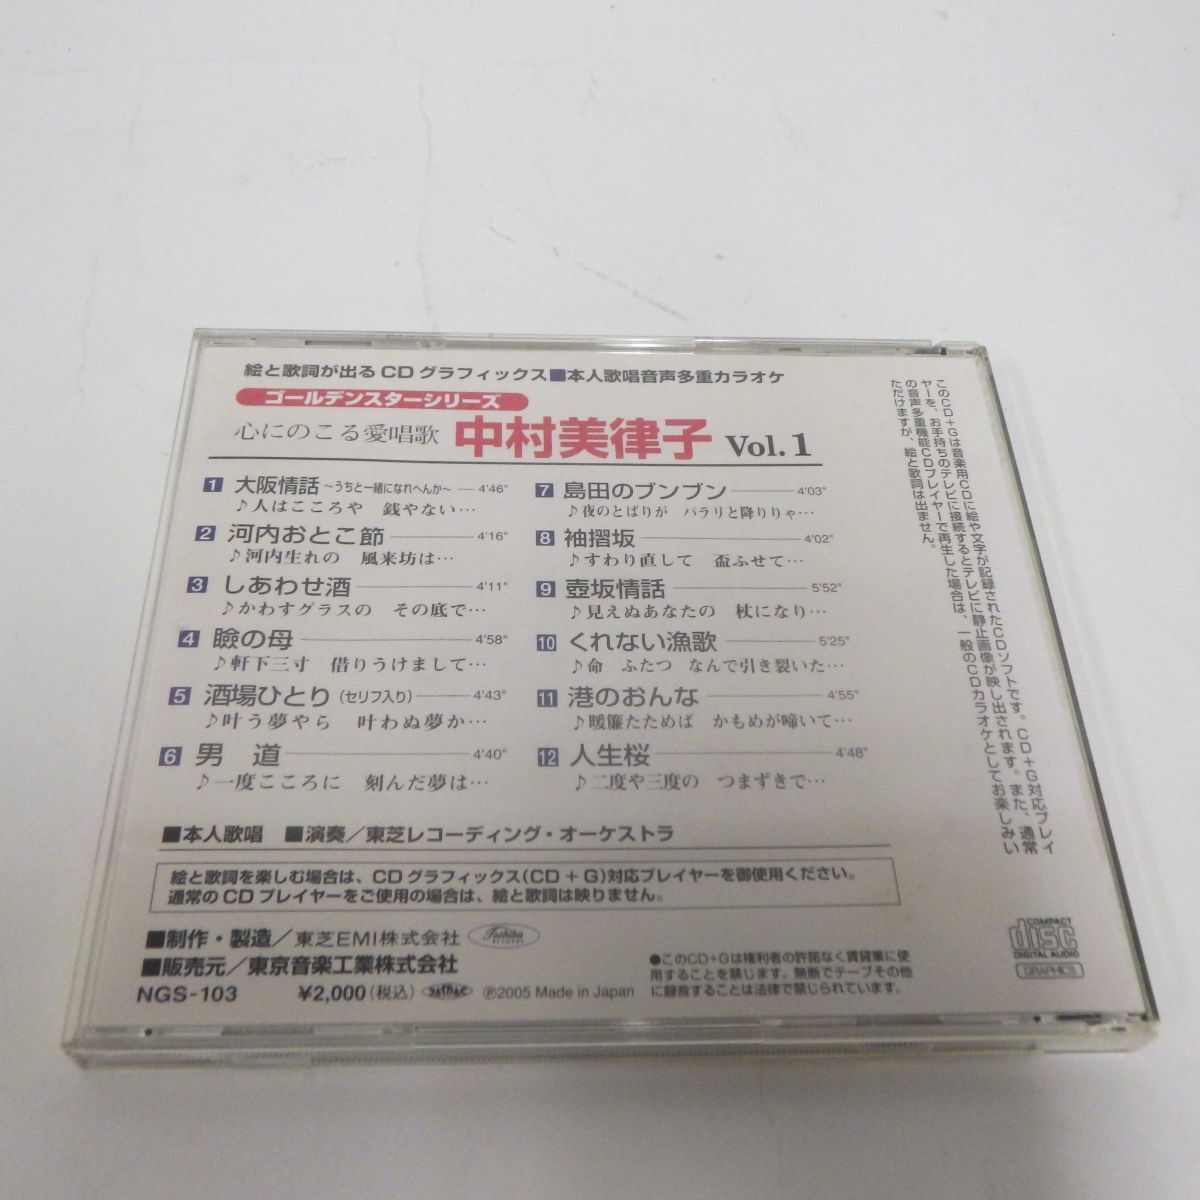 絵と歌詞が出るCDグラフィックス■本人歌唱音声多重カラオケ
ゴールデンスターシリーズ
心にのこる愛唱歌 中村美律子 Vol.1
1 大阪情話 〜うちと一緒になれへんか〜 4'46"
♪人はこころや 銭やない…
2 河内おとこ節 4'16"
♪河内生れの 風来坊は…
3 しあわせ酒 4'11"
♪かわすグラスの その底で…
4 瞼の母 4'58"
♪軒下三寸 借りうけまして…
5 酒場ひとり (セリフ入り) 4'43"
♪叶う夢やら 叶わぬ夢か…
6 男 道 4'40"
♪一度こころに 刻んだ夢は…
7 島田のブンブン 4'03"
♪夜のとばりが パラリと降りりゃ…
8 袖摺坂 4'02"
♪すわり直して 盃ふせて…
9 壺坂情話 5'52"
♪見えぬあなたの 杖になり…
10 くれない漁歌 5'25"
♪命 ふたつ なんで引き裂いた…
11 港のおんな 4'55"
♪暖簾たためば かもめが啼いて…
12 人生桜 4'48"
♪二度や三度の つまずきで…
このCD+Gは音楽用CDに絵や文字が記録されたCDソフトです。CD+G対応プレイ
ヤーを、お手持ちのテレビに接続するとテレビに静止画像が映し出されます。また、通常
の音声多重機能CDプレイヤーで再生した場合は、一般のCDカラオケとしてお楽しみい
ただけますが、絵と歌詞は出ません。
■本人歌唱 ■演奏/東芝レコーディング・オーケストラ
絵と歌詞を楽しむ場合は、CDグラフィックス(CD+G)対応プレイヤーを御使用ください。
通常のCDプレイヤーをご使用の場合は、絵と歌詞は映りません。
■制作・製造/東芝EMI株式会社 Toshiba RECORDS
■販売元/東京音楽工業株式会社
NGS-103 ¥2,000(税込) ℗2005 Made in Japan
●このCD+Gは権利者の許諾なく賃貸業に使
用することを禁じます。無断でテープその他
に録音することは法律で禁じられています。
COMPACT
disc
DIGITAL AUDIO
GRAPHICS